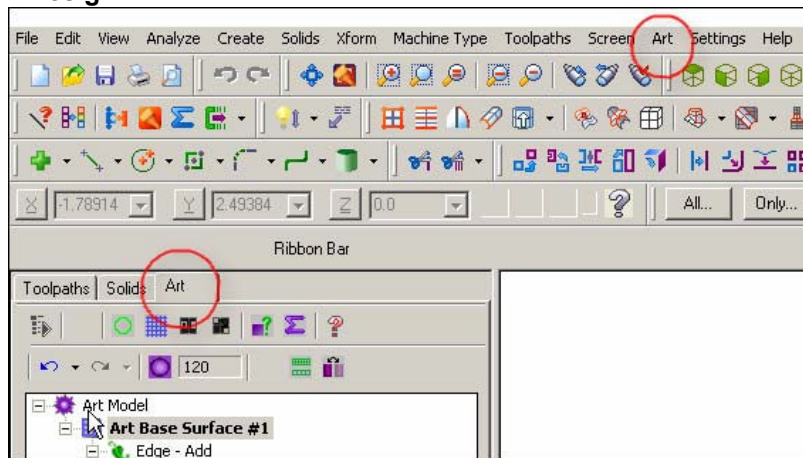 File Edit View Analyze Create Solids Xform Machine Type Toolpaths Screen Art Settings Help
X -1.78914 Y 2.49384 Z 0.0 All... Only...
Ribbon Bar
Toolpaths Solids Art
120
Art Model
Art Base Surface #1
Edge - Add